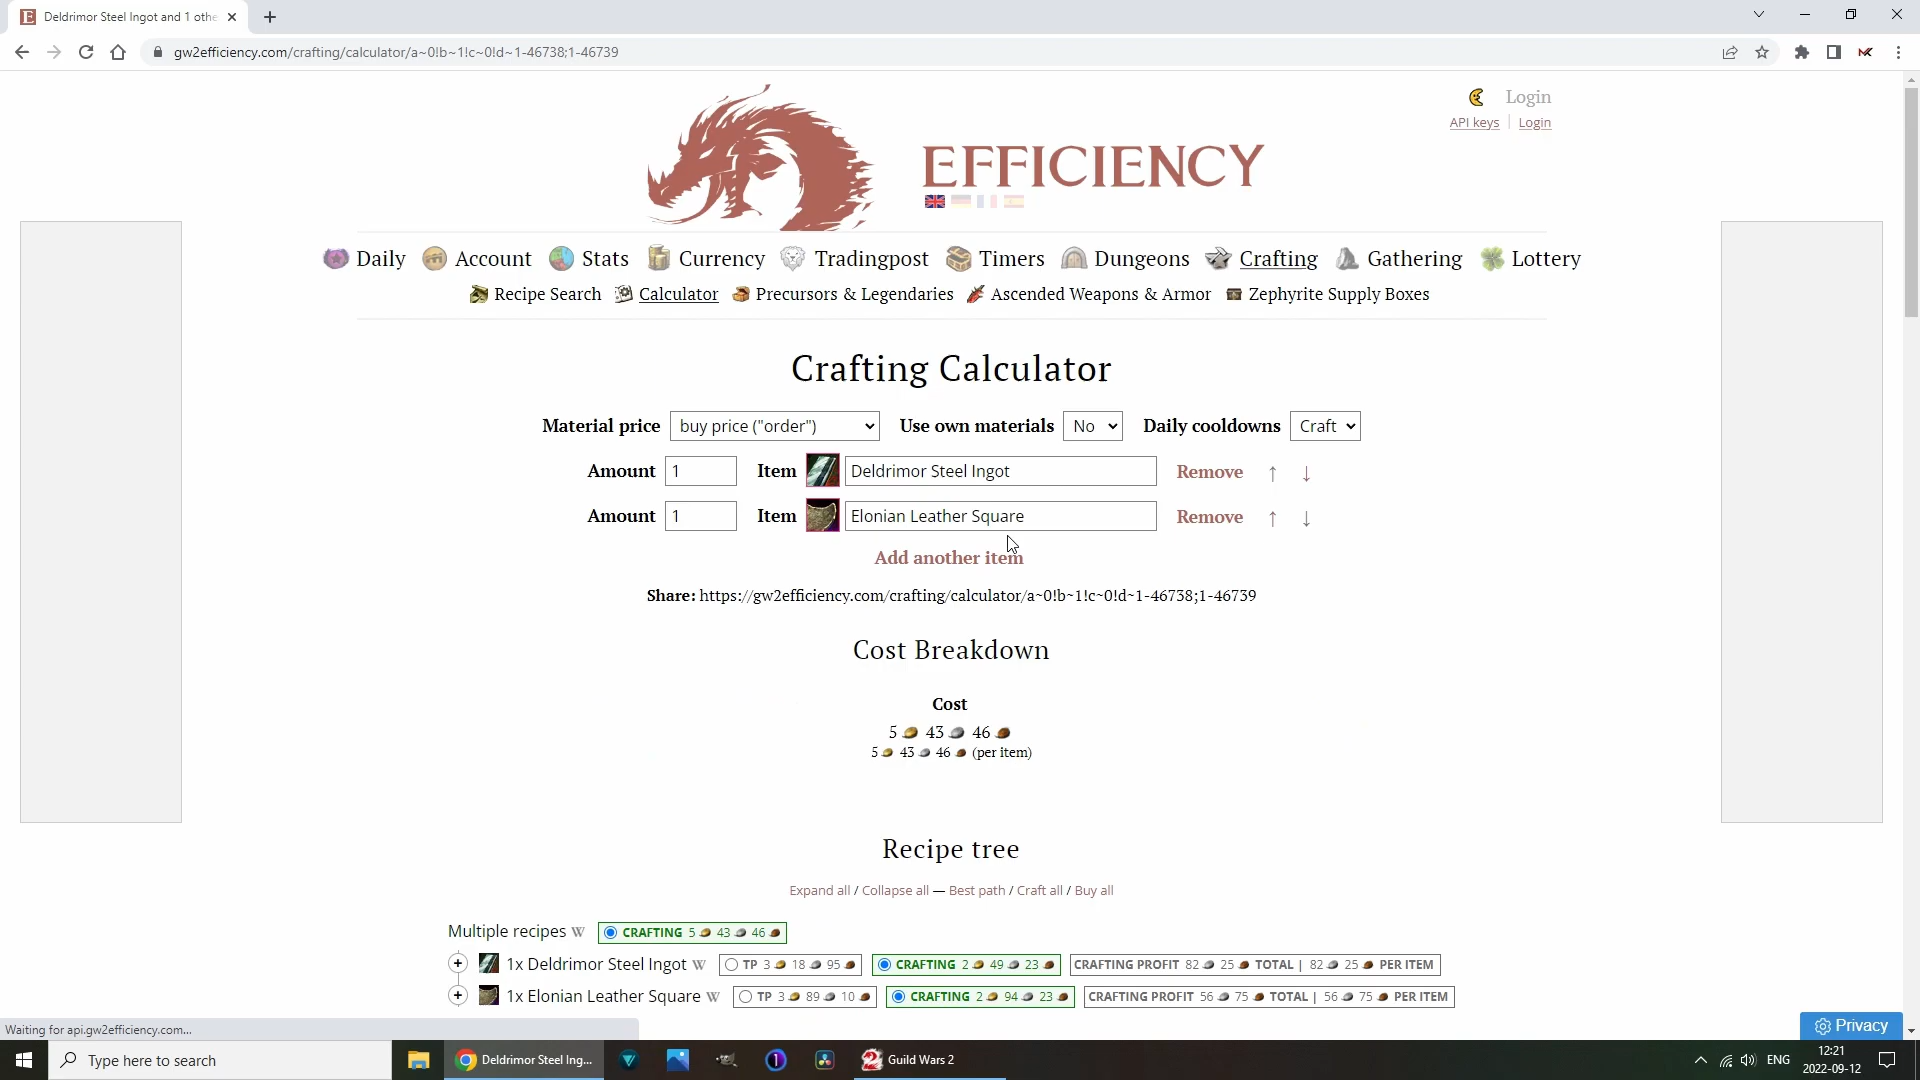 Deldrimor Steel Ingot and 1 othe
gw2efficiency.com/crafting/calculator/a~0!b~1!c~0!d~1-46738;1-46739
Login
API keys | Login
EFFICIENCY
Daily Account Stats Currency Tradingpost Timers Dungeons Crafting Gathering Lottery
Recipe Search Calculator Precursors & Legendaries Ascended Weapons & Armor Zephyrite Supply Boxes
Crafting Calculator
Material price buy price ("order") Use own materials No Daily cooldowns Craft
Amount 1 Item Deldrimor Steel Ingot Remove ↑ ↓
Amount 1 Item Elonian Leather Square Remove ↑ ↓
Add another item
Share: https://gw2efficiency.com/crafting/calculator/a~0!b~1!c~0!d~1-46738;1-46739
Cost Breakdown
Cost
5 43 46
5 43 46 (per item)
Recipe tree
Expand all / Collapse all — Best path / Craft all / Buy all
Multiple recipes W CRAFTING 5 43 46
+ 1x Deldrimor Steel Ingot W TP 3 18 95 CRAFTING 2 49 23 CRAFTING PROFIT 82 25 TOTAL | 82 25 PER ITEM
+ 1x Elonian Leather Square W TP 3 89 10 CRAFTING 2 94 23 CRAFTING PROFIT 56 75 TOTAL | 56 75 PER ITEM
Waiting for api.gw2efficiency.com...
Privacy
Type here to search
Deldrimor Steel Ing...
Guild Wars 2
ENG
12:21
2022-09-12